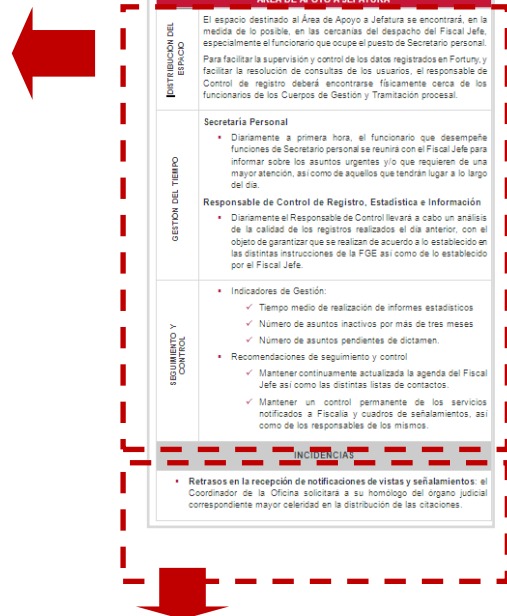 ÁREA DE APOYO A JEFATURA
DISTRIBUCIÓN DEL
ESPACIO
El espacio destinado al Área de Apoyo a Jefatura se encontrará, en la
medida de lo posible, en las cercanías del despacho del Fiscal Jefe,
especialmente el funcionario que ocupe el puesto de Secretario personal.
Para facilitar la supervisión y control de los datos registrados en Fortuny, y
facilitar la resolución de consultas de los usuarios, el responsable de
Control de registro deberá encontrarse físicamente cerca de los
funcionarios de los Cuerpos de Gestión y Tramitación procesal.
GESTIÓN DEL TIEMPO
Secretaría Personal
Diariamente a primera hora, el funcionario que desempeñe
funciones de Secretario personal se reunirá con el Fiscal Jefe para
informar sobre los asuntos urgentes y/o que requieren de una
mayor atención, así como de aquellos que tendrán lugar a lo largo
del día.
Responsable de Control de Registro, Estadística e Información
Diariamente el Responsable de Control llevará a cabo un análisis
de la calidad de los registros realizados el día anterior, con el
objeto de garantizar que se realizan de acuerdo a lo establecido en
las distintas instrucciones de la FGE así como de lo establecido
por el Fiscal Jefe.
SEGUIMIENTO Y
CONTROL
Indicadores de Gestión:
✓ Tiempo medio de realización de informes estadísticos
✓ Número de asuntos inactivos por más de tres meses
✓ Número de asuntos pendientes de dictamen.
Recomendaciones de seguimiento y control
✓ Mantener continuamente actualizada la agenda del Fiscal
Jefe así como las distintas listas de contactos.
✓ Mantener un control permanente de los servicios
notificados a Fiscalía y cuadros de señalamientos, así
como de los responsables de los mismos.
INCIDENCIAS
Retrasos en la recepción de notificaciones de vistas y señalamientos: el
Coordinador de la Oficina solicitará a su homólogo del órgano judicial
correspondiente mayor celeridad en la distribución de las citaciones.